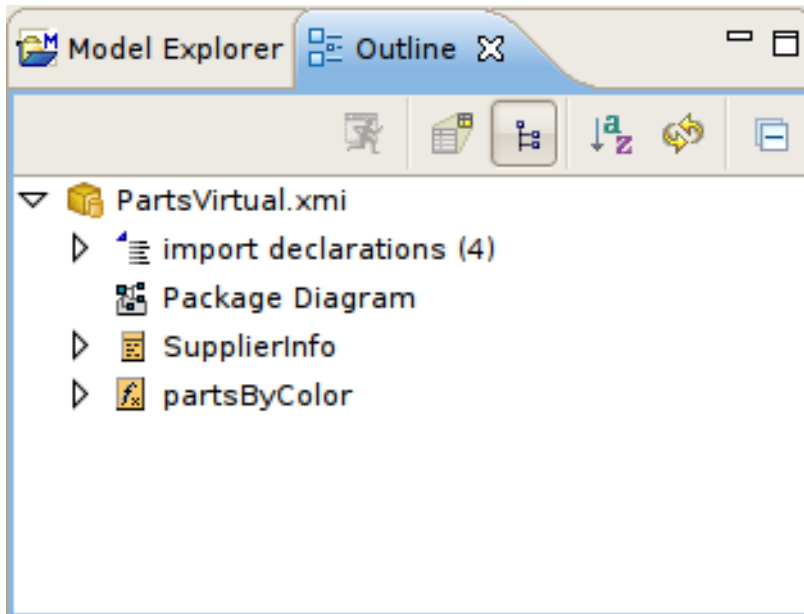 Model Explorer Outline
PartsVirtual.xmi
import declarations (4)
Package Diagram
SupplierInfo
partsByColor